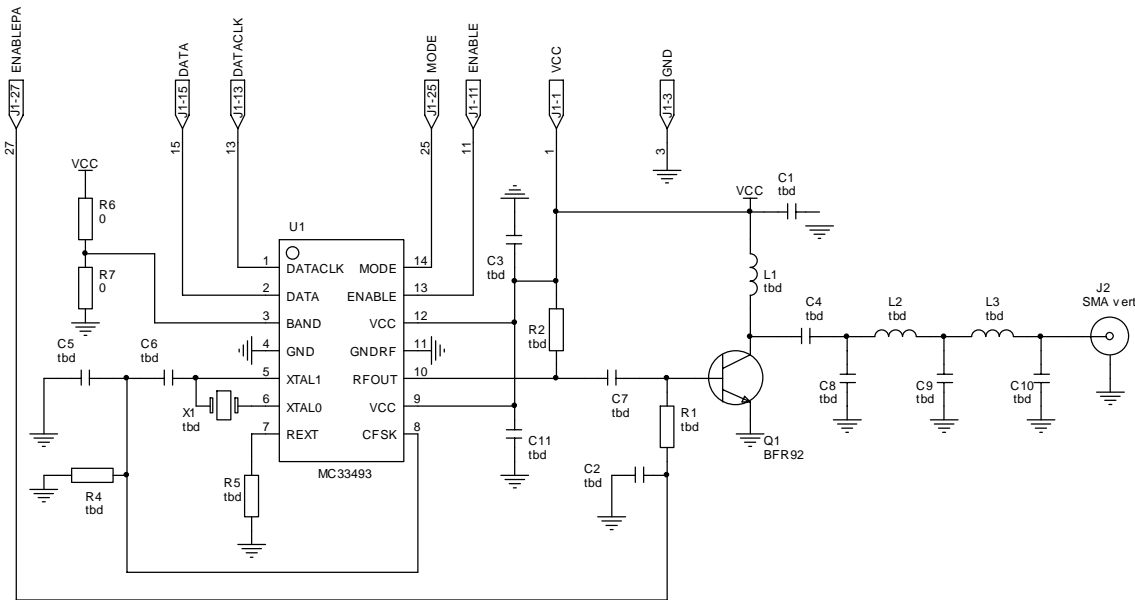 ENABLEPA
J1-27
27
DATA
J1-15
15
DATACLK
J1-13
13
MODE
J1-25
25
ENABLE
J1-11
11
VCC
J1-1
1
GND
J1-3
3
VCC
R6
0
R7
0
U1
1
DATACLK
2
DATA
3
BAND
4
GND
5
XTAL1
6
XTAL0
7
REXT
MODE
14
ENABLE
13
VCC
12
GNDRF
11
RFOUT
10
VCC
9
CFSK
8
MC33493
C5
tbd
C6
tbd
X1
tbd
R4
tbd
R5
tbd
C3
tbd
C11
tbd
R2
tbd
C7
tbd
C2
tbd
R1
tbd
VCC
C1
tbd
L1
tbd
Q1
BFR92
C4
tbd
C8
tbd
L2
tbd
C9
tbd
L3
tbd
C10
tbd
J2
SMA vert